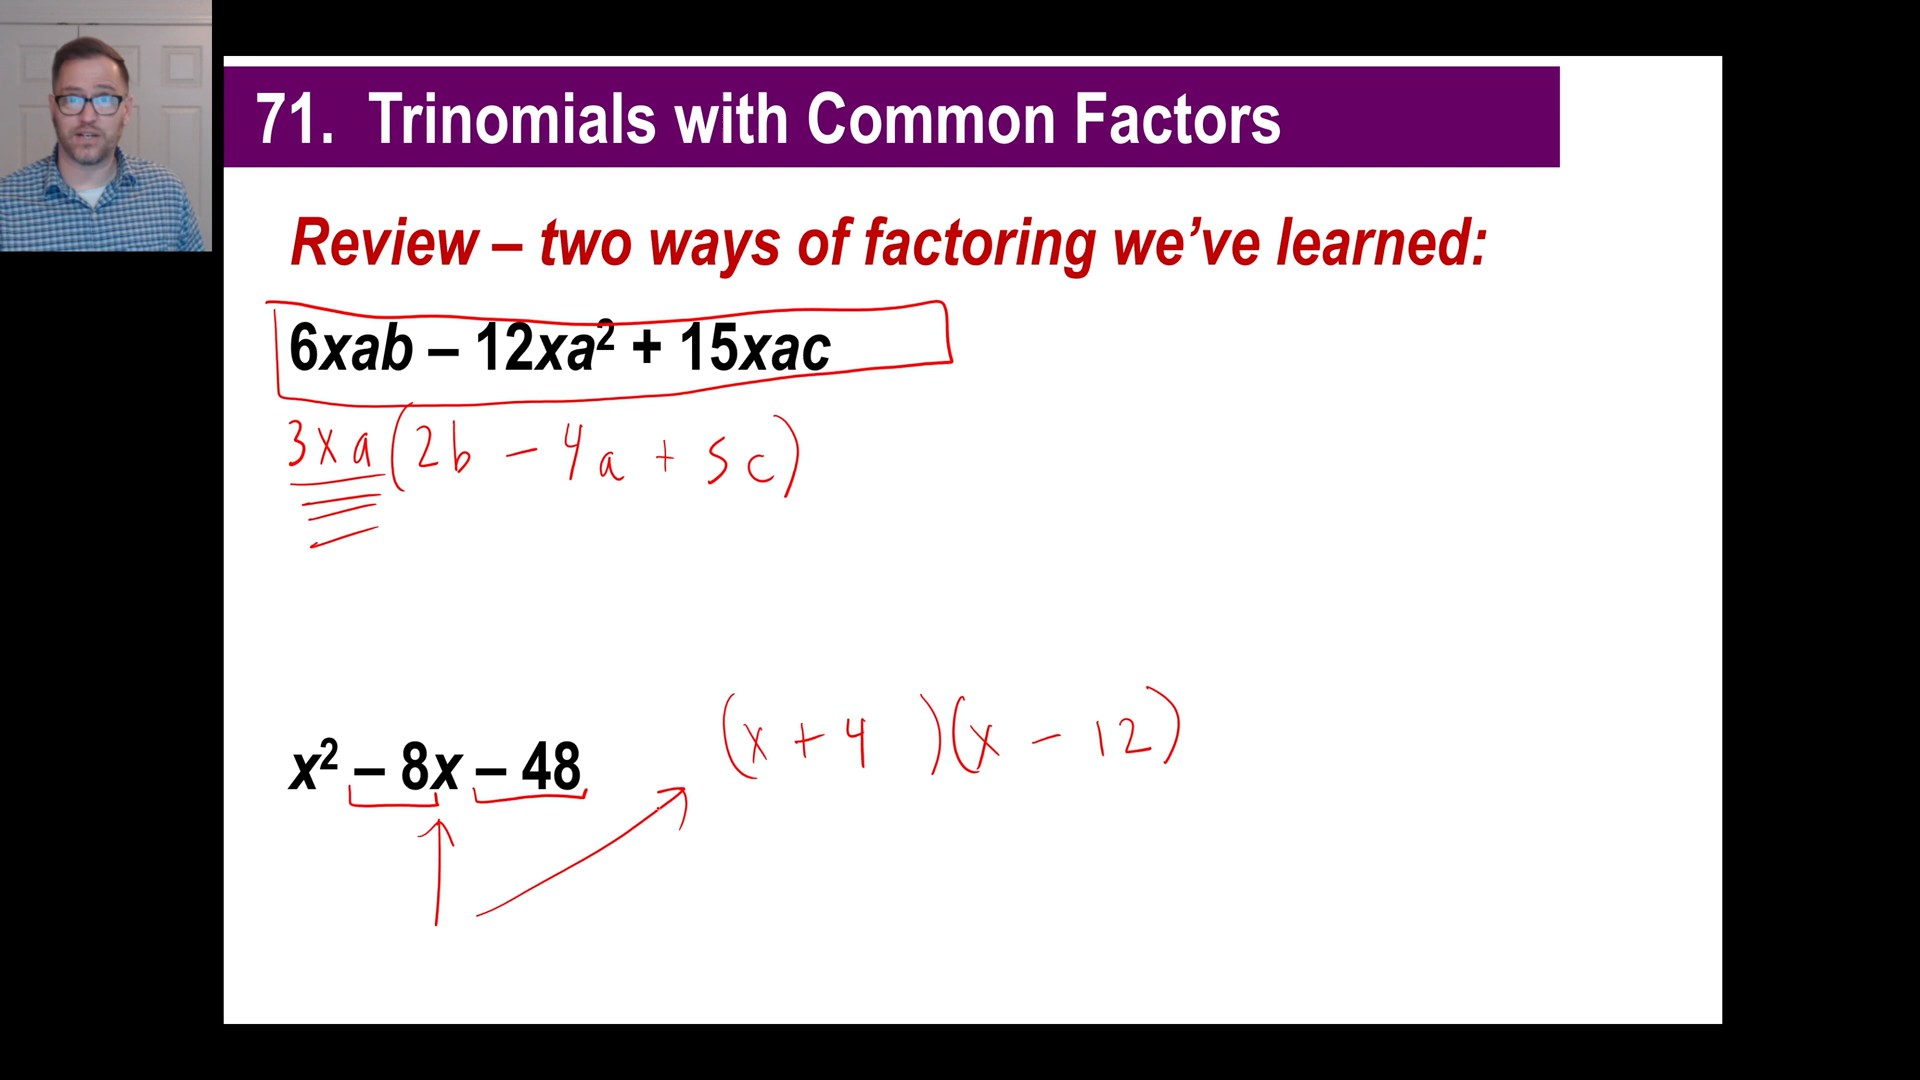 71. Trinomials with Common Factors
Review – two ways of factoring we’ve learned:
6xab – 12xa² + 15xac
3xa(2b - 4a + 5c)
(x + 4 )(x - 12)
x² – 8x – 48